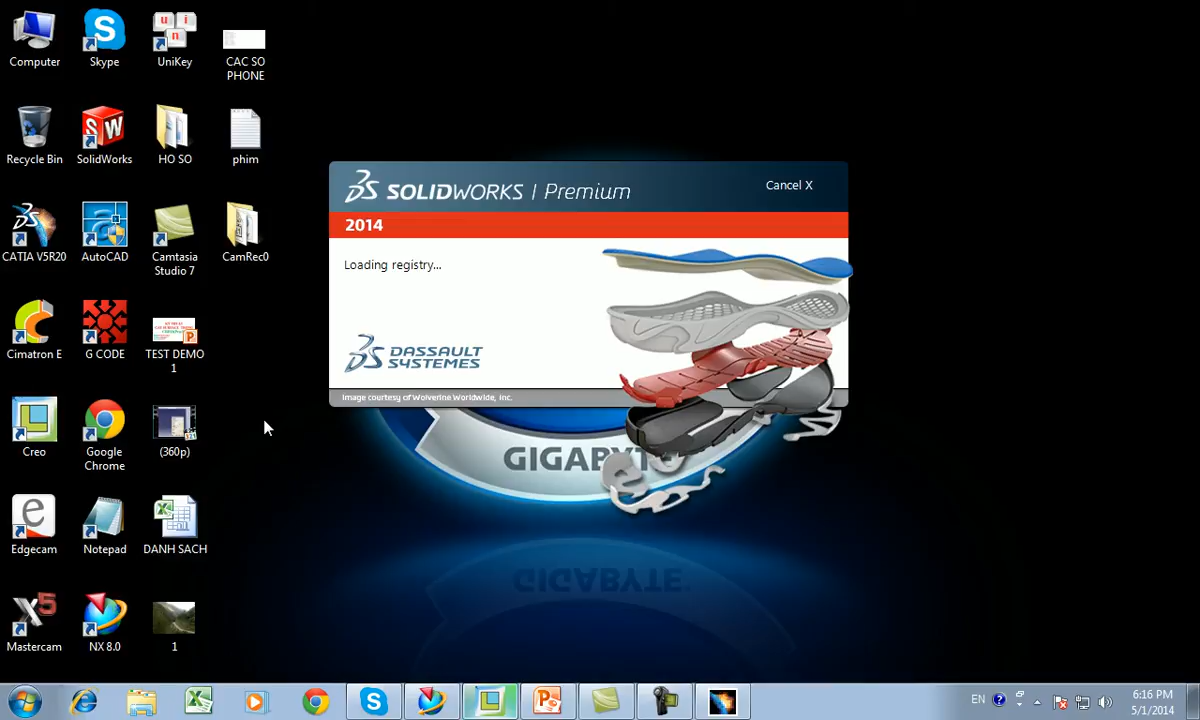 Computer
Skype
UniKey
CAC SO
PHONE
Recycle Bin
SolidWorks
HO SO
phim
CATIA V5R20
AutoCAD
Camtasia
Studio 7
CamRec0
Cimatron E
G CODE
TEST DEMO
1
Creo
Google
Chrome
(360p)
Edgecam
Notepad
DANH SACH
Mastercam
NX 8.0
1
SOLIDWORKS | Premium
Cancel X
2014
Loading registry...
DASSAULT
SYSTEMES
Image courtesy of Wolverine Worldwide, Inc.
EN
6:16 PM
5/1/2014